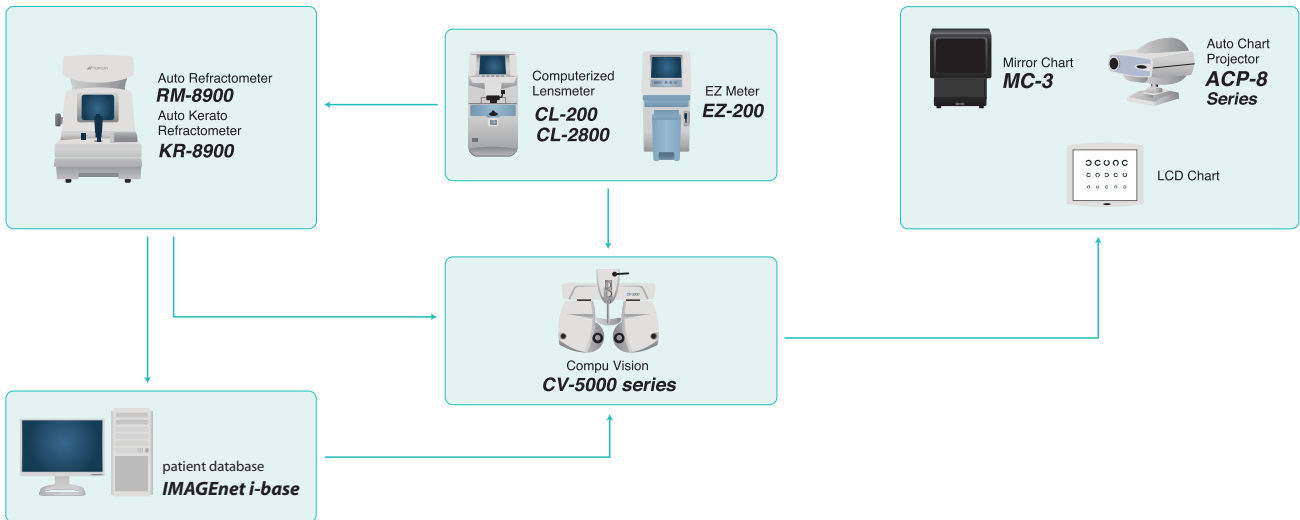 Auto Refractometer
RM-8900
Auto Kerato
Refractometer
KR-8900
Computerized
Lensmeter
CL-200
CL-2800
EZ Meter
EZ-200
Mirror Chart
MC-3
Auto Chart
Projector
ACP-8
Series
LCD Chart
Compu Vision
CV-5000 series
patient database
IMAGEnet i-base